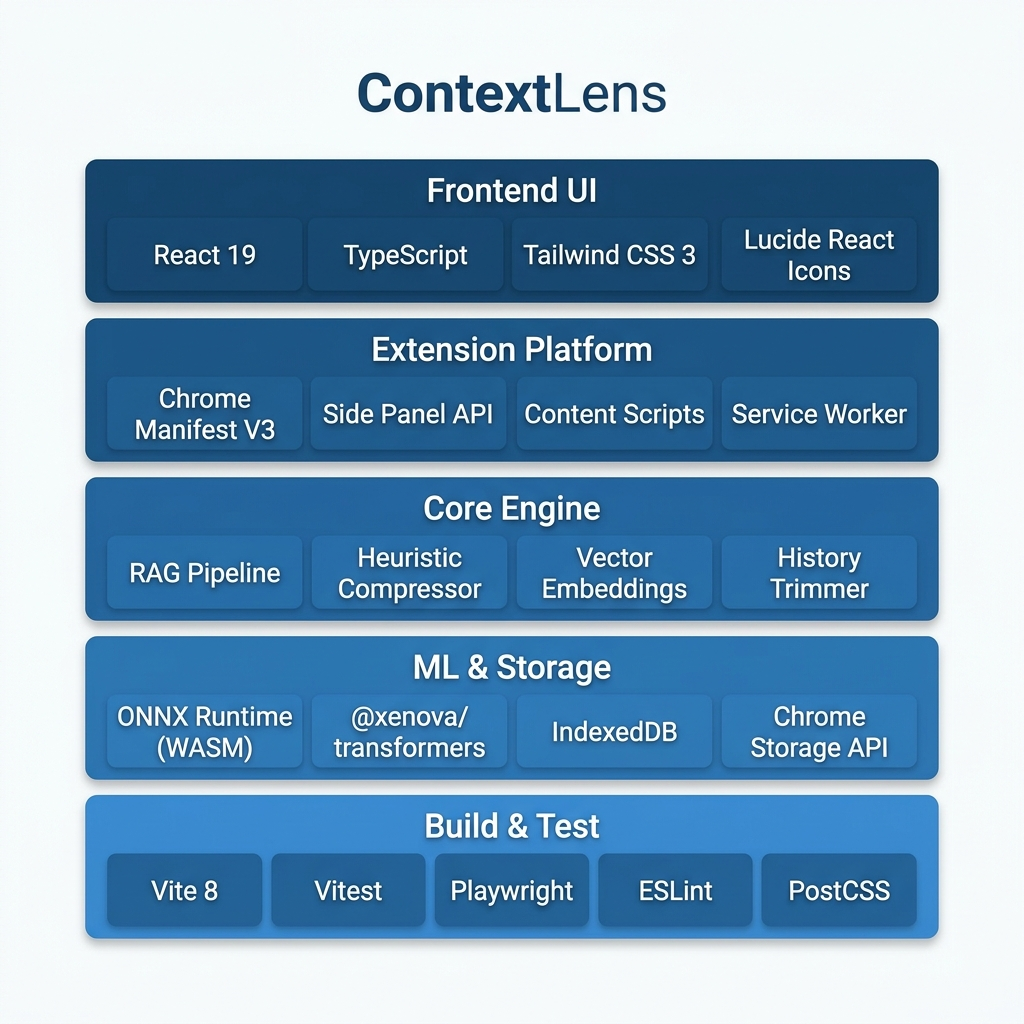 ContextLens
Frontend UI
React 19
TypeScript
Tailwind CSS 3
Lucide React
Icons
Extension Platform
Chrome
Manifest V3
Side Panel API
Content Scripts
Service Worker
Core Engine
RAG Pipeline
Heuristic
Compressor
Vector
Embeddings
History
Trimmer
ML & Storage
ONNX Runtime
(WASM)
@xenova/
transformers
IndexedDB
Chrome
Storage API
Build & Test
Vite 8
Vitest
Playwright
ESLint
PostCSS